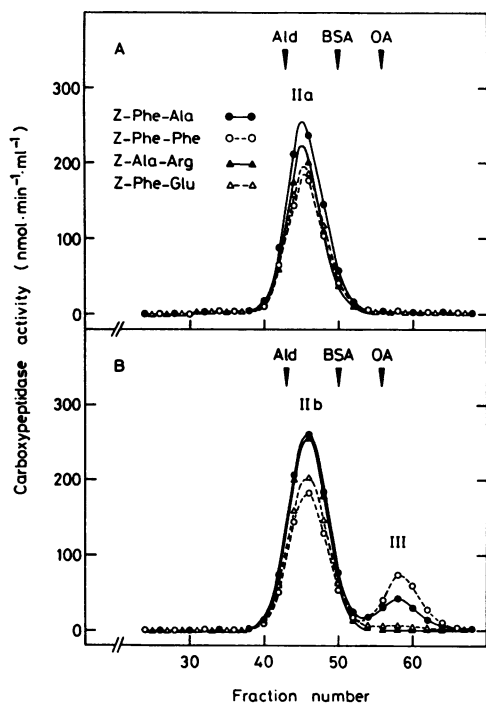 A
Ald BSA OA
IIa
Z-Phe-Ala
Z-Phe-Phe
Z-Ala-Arg
Z-Phe-Glu
300
200
100
0
Ald BSA OA
B
IIb
III
300
200
100
0
30 40 50 60
Fraction number
Carboxypeptidase activity (nmol·min⁻¹·ml⁻¹)